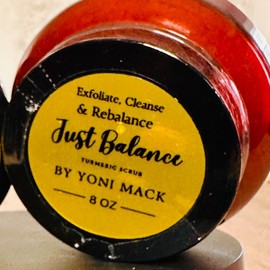 Exfoliate, Cleanse
& Rebalance
Just Balance
TURMERIC SCRUB
BY YONI MACK
8 OZ